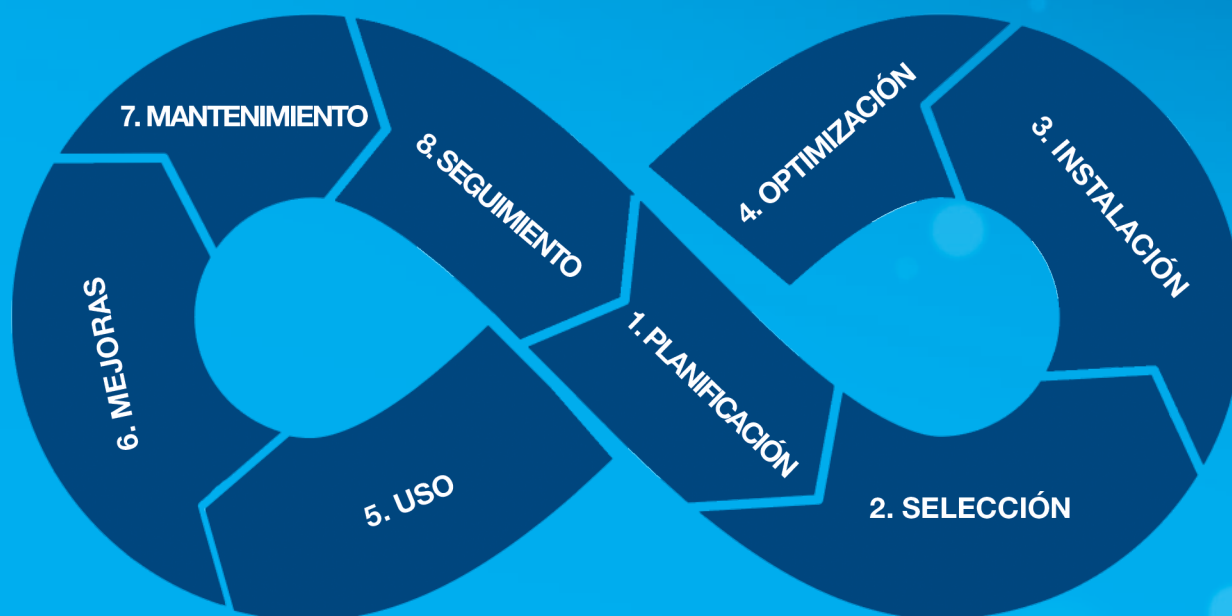 1. PLANIFICACIÓN
2. SELECCIÓN
3. INSTALACIÓN
4. OPTIMIZACIÓN
5. USO
6. MEJORAS
7. MANTENIMIENTO
8. SEGUIMIENTO